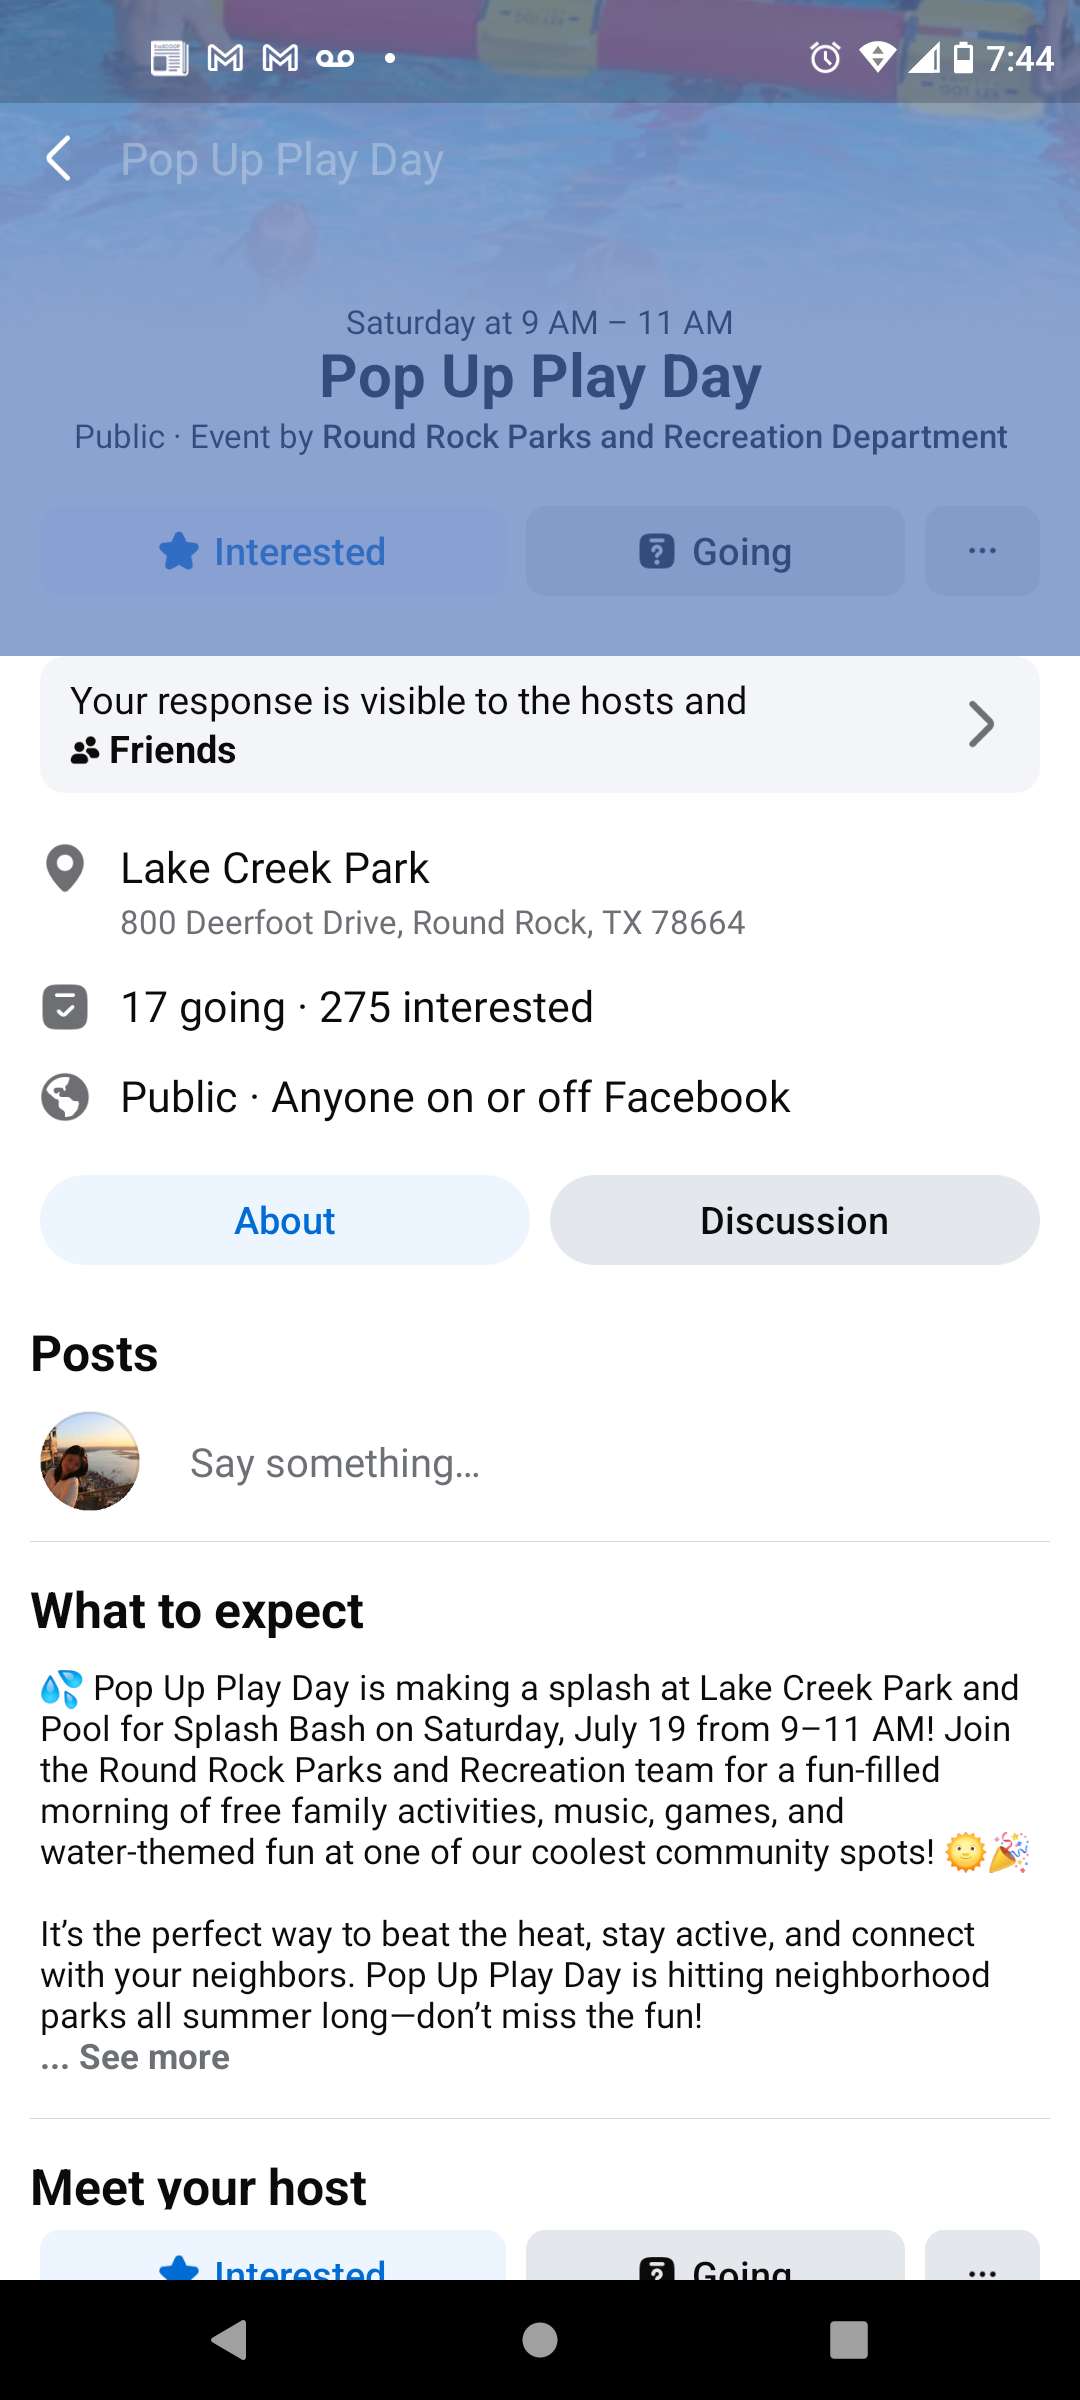 7:44
Pop Up Play Day
Saturday at 9 AM – 11 AM
Pop Up Play Day
Public · Event by Round Rock Parks and Recreation Department
Interested
Going
Your response is visible to the hosts and
Friends
Lake Creek Park
800 Deerfoot Drive, Round Rock, TX 78664
17 going · 275 interested
Public · Anyone on or off Facebook
About
Discussion
Posts
Say something...
What to expect
💦 Pop Up Play Day is making a splash at Lake Creek Park and
Pool for Splash Bash on Saturday, July 19 from 9–11 AM! Join
the Round Rock Parks and Recreation team for a fun-filled
morning of free family activities, music, games, and
water-themed fun at one of our coolest community spots! 🌞🎉
It’s the perfect way to beat the heat, stay active, and connect
with your neighbors. Pop Up Play Day is hitting neighborhood
parks all summer long—don’t miss the fun!
... See more
Meet your host
Interested
Going